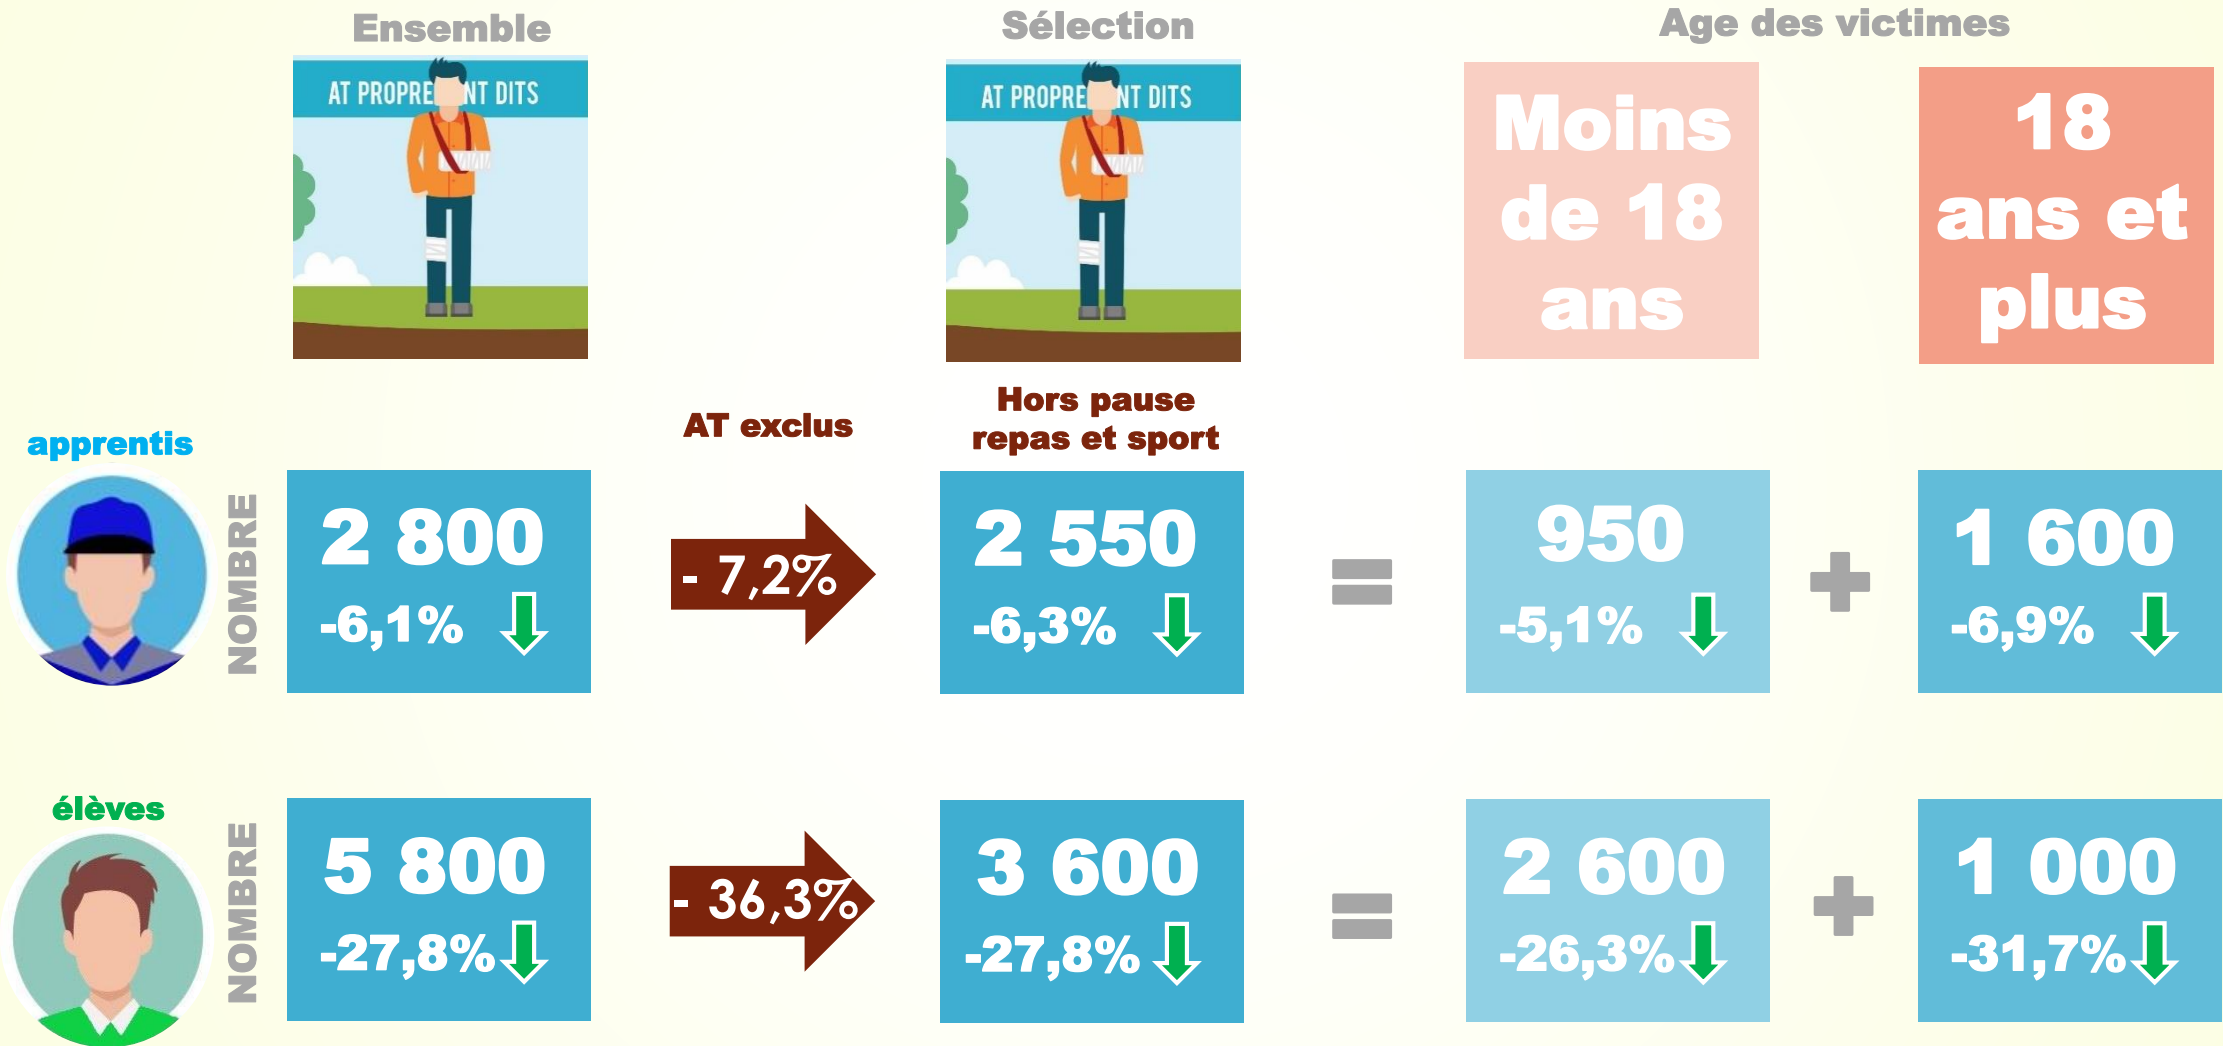 Ensemble
Sélection
Age des victimes
AT PROPRE NT DITS
AT PROPRE NT DITS
Moins
de 18
ans
18
ans et
plus
AT exclus
Hors pause
repas et sport
apprentis
NOMBRE
2 800
-6,1%
- 7,2%
2 550
-6,3%
=
950
-5,1%
+
1 600
-6,9%
élèves
NOMBRE
5 800
-27,8%
- 36,3%
3 600
-27,8%
=
2 600
-26,3%
+
1 000
-31,7%